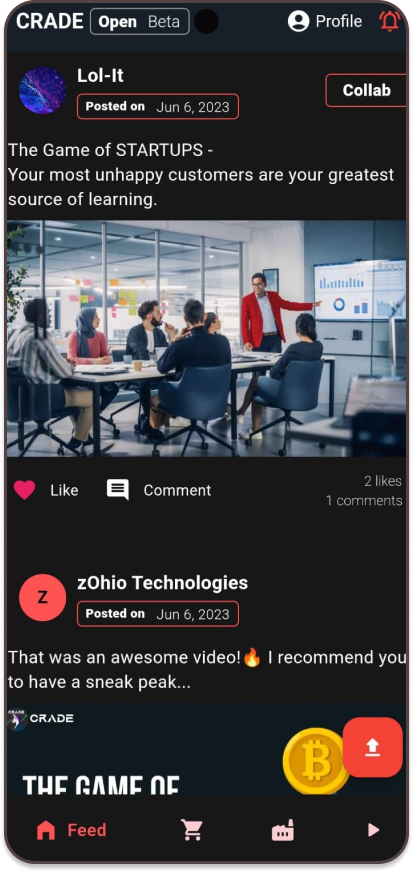 CRADE Open Beta Profile
Lol-It
Posted on Jun 6, 2023
Collab
The Game of STARTUPS -
Your most unhappy customers are your greatest
source of learning.
Like Comment
2 likes
1 comments
Z
zOhio Technologies
Posted on Jun 6, 2023
That was an awesome video!🔥 I recommend you
to have a sneak peak...
CRADE
THE GAME OF
Feed